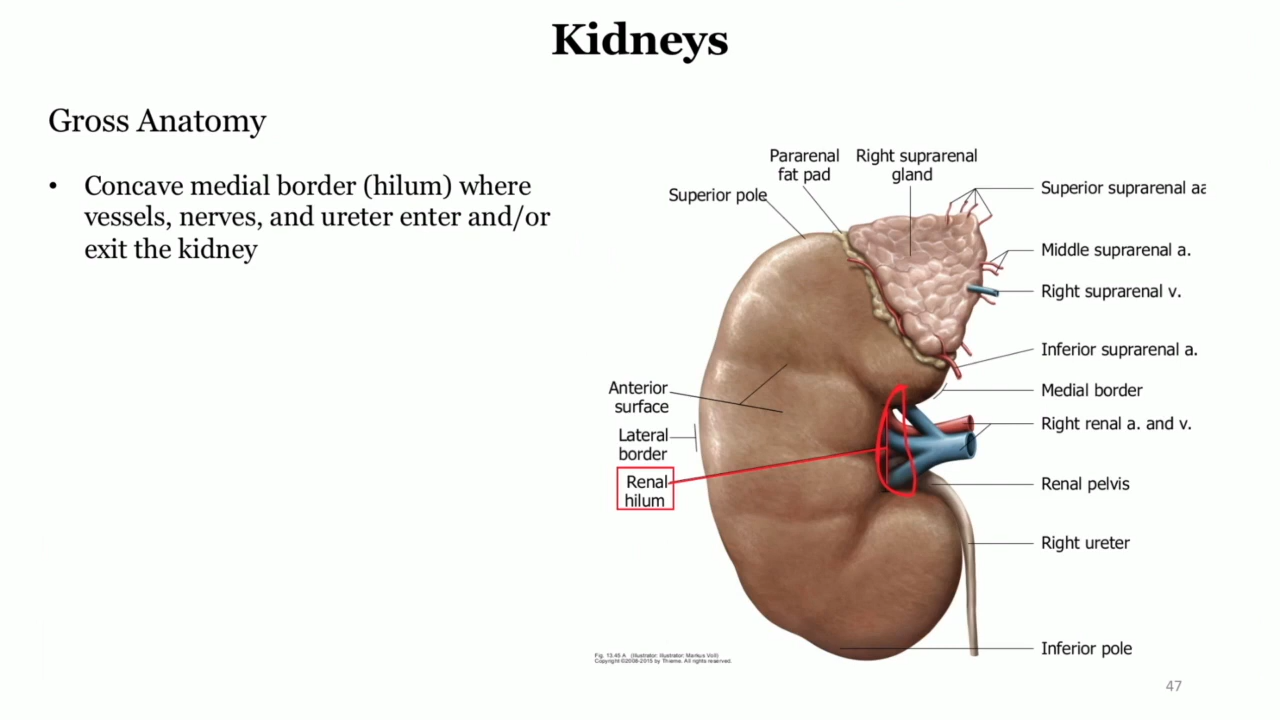 Kidneys
Gross Anatomy
• Concave medial border (hilum) where
vessels, nerves, and ureter enter and/or
exit the kidney
Pararenal
fat pad
Right suprarenal
gland
Superior pole
Superior suprarenal aa
Middle suprarenal a.
Right suprarenal v.
Inferior suprarenal a.
Anterior
surface
Medial border
Right renal a. and v.
Lateral
border
Renal
hilum
Renal pelvis
Right ureter
Inferior pole
Fig. 13.45 A (Illustrator: Illustrator: Markus Voll)
Copyright ©2008-2015 by Thieme. All rights reserved.
47